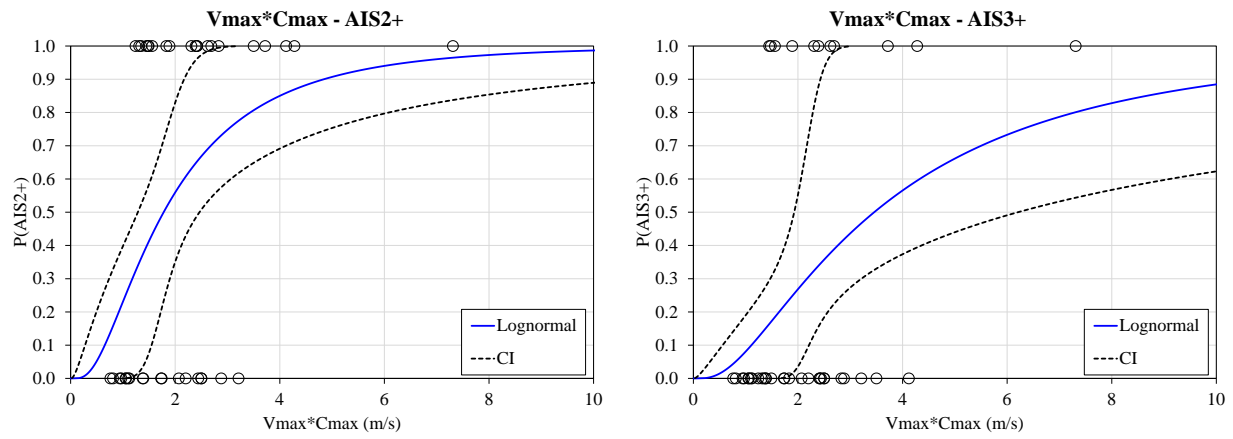 Vmax*Cmax - AIS2+
1.0
0.9
0.8
0.7
0.6
0.5
0.4
0.3
0.2
0.1
0.0
P(AIS2+)
Lognormal
CI
0 2 4 6 8 10
Vmax*Cmax (m/s)
Vmax*Cmax - AIS3+
1.0
0.9
0.8
0.7
0.6
0.5
0.4
0.3
0.2
0.1
0.0
P(AIS3+)
Lognormal
CI
0 2 4 6 8 10
Vmax*Cmax (m/s)